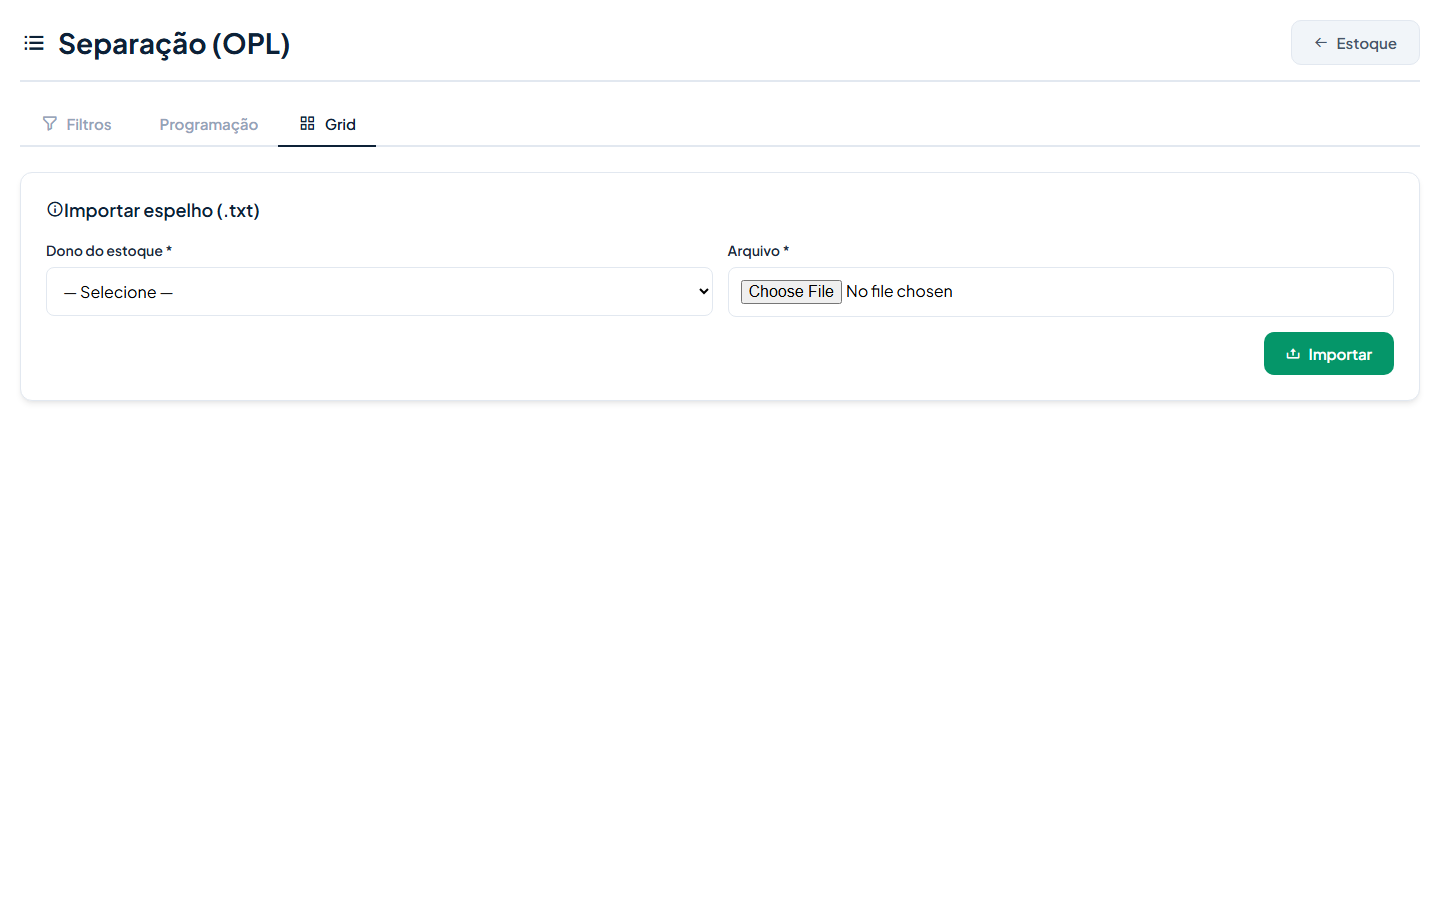 Separação (OPL)
← Estoque
Filtros
Programação
Grid
Importar espelho (.txt)
Dono do estoque *
Arquivo *
— Selecione —
Choose File No file chosen
Importar